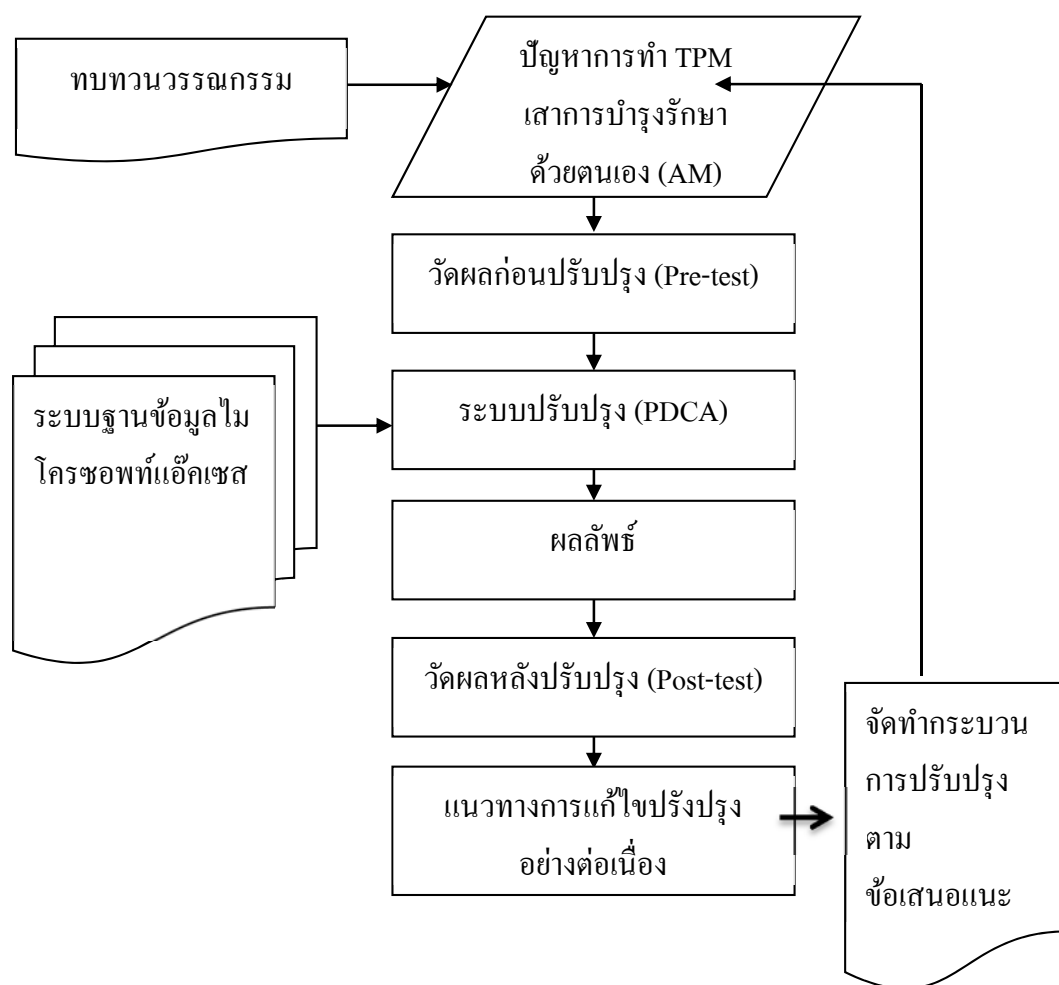 ทบทวนวรรณกรรม
ปัญหาการทำ TPM
เสาการบำรุงรักษา
ด้วยตนเอง (AM)
วัดผลก่อนปรับปรุง (Pre-test)
ระบบฐานข้อมูลไม
โครซอพท์แอ๊คเซส
ระบบปรับปรุง (PDCA)
ผลลัพธ์
วัดผลหลังปรับปรุง (Post-test)
แนวทางการแก้ไขปรังปรุง
อย่างต่อเนื่อง
จัดทำกระบวน
การปรับปรุง
ตาม
ข้อเสนอแนะ